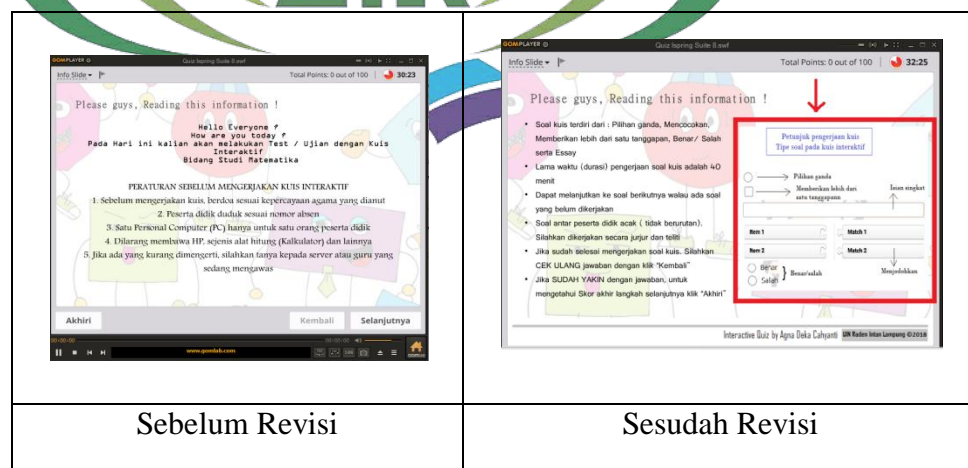 GOMPLAYER
Quiz Ispring Suite 8.swf
Info Slide
Total Points: 0 out of 100
30:23
Please guys, Reading this information !
Hello Everyone ?
How are you today ?
Pada Hari ini kalian akan melakukan Test / Ujian dengan Kuis
Interaktif
Bidang Studi Matematika
PERATURAN SEBELUM MENGERJAKAN KUIS INTERAKTIF
1. Sebelum mengerjakan kuis, berdoa sesuai kepercayaan agama yang dianut
2. Peserta didik duduk sesuai nomor absen
3. Satu Personal Computer (PC) hanya untuk satu orang peserta didik
4. Dilarang membawa HP, sejenis alat hitung (Kalkulator) dan lainnya
5. Jika ada yang kurang dimengerti, silahkan tanya kepada server atau guru yang
sedang mengawas
Akhiri
Kembali
Selanjutnya
00:00:00
00:00:00
www.gomlab.com
Sebelum Revisi
GOMPLAYER
Quiz Ispring Suite 8.swf
Info Slide
Total Points: 0 out of 100
32:25
Please guys, Reading this information !
• Soal kuis terdiri dari : Pilihan ganda, Mencocokan,
Memberikan lebih dari satu tanggapan, Benar/ Salah
serta Essay
• Lama waktu (durasi) pengerjaan soal kuis adalah 40
menit
• Dapat melanjutkan ke soal berikutnya walau ada soal
yang belum dikerjakan
• Soal antar peserta didik acak ( tidak berurutan).
Silahkan dikerjakan secara jurjur dan teliti
• Jika sudah selesai mengerjakan soal kuis. Silahkan
CEK ULANG jawaban dengan klik "Kembali"
• Jika SUDAH YAKIN dengan jawaban, untuk
mengetahui Skor akhir langkah selanjutnya klik "Akhiri"
Petunjuk pengerjaan kuis
Tipe soal pada kuis interaktif
Pilihan ganda
Memberikan lebih dari
satu tanggapan
Isian singkat
Item 1
Match 1
Item 2
Match 2
Benar
Salah
Benar/salah
Menjodohkan
Interactive Quiz by Agna Deka Cahyanti
UIN Raden Intan Lampung ©2018
Sesudah Revisi